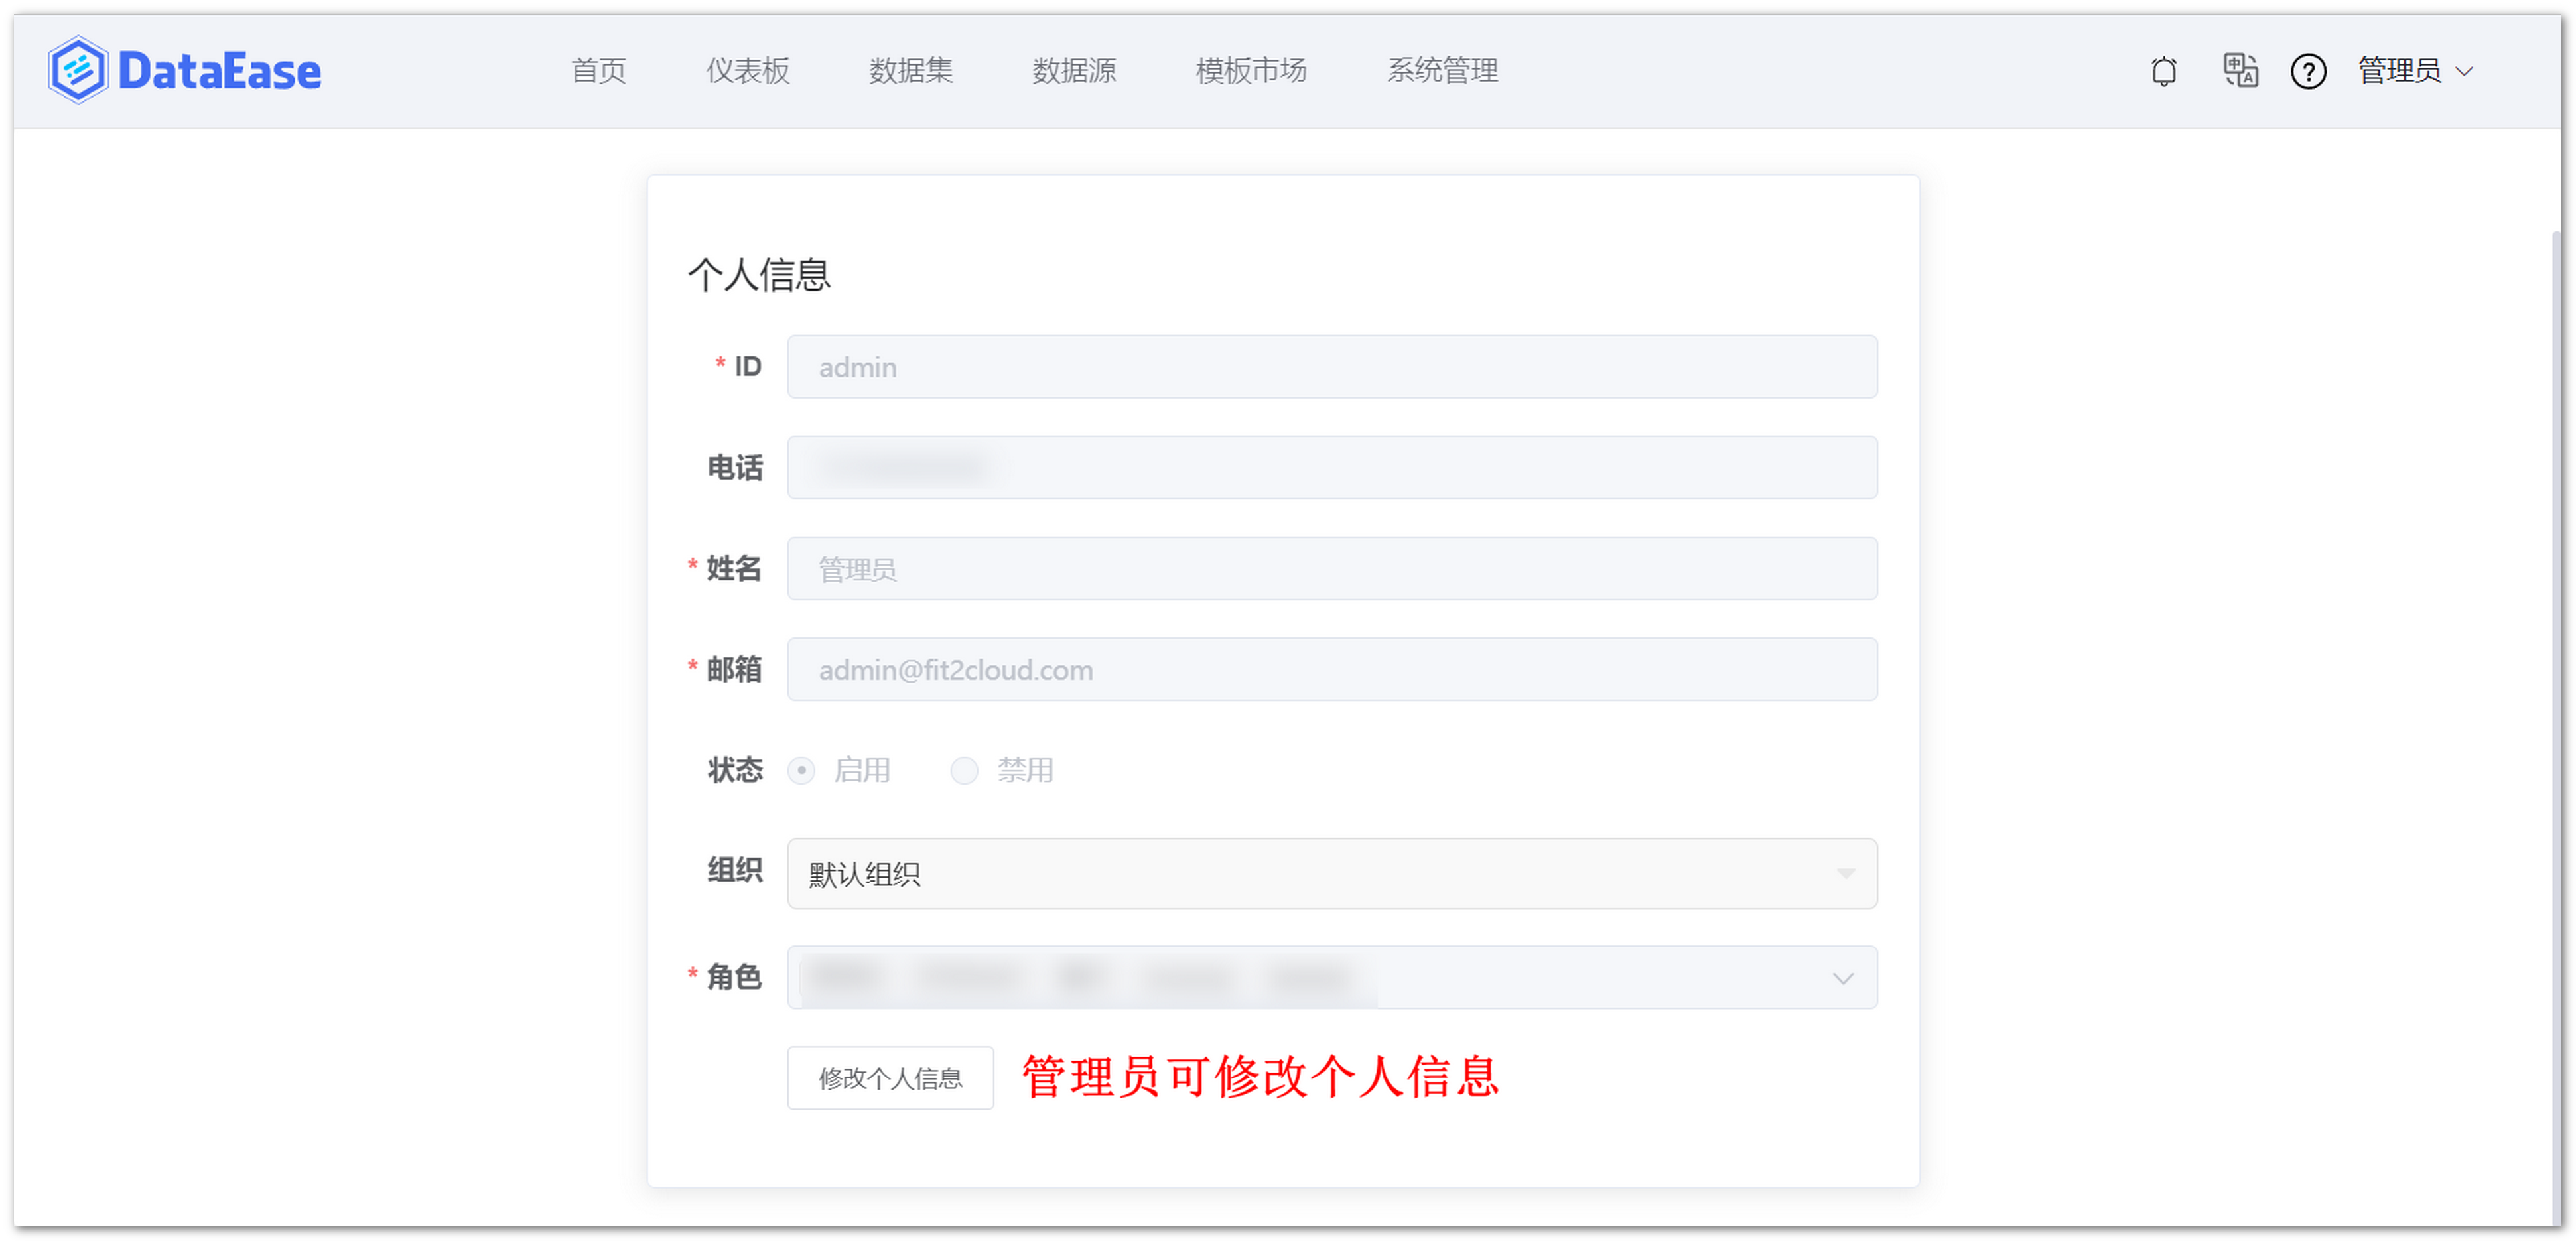 DataEase 首页 仪表板 数据集 数据源 模板市场 系统管理 管理员
个人信息
* ID admin
电话
* 姓名 管理员
* 邮箱 admin@fit2cloud.com
状态 启用 禁用
组织 默认组织
* 角色
修改个人信息 管理员可修改个人信息